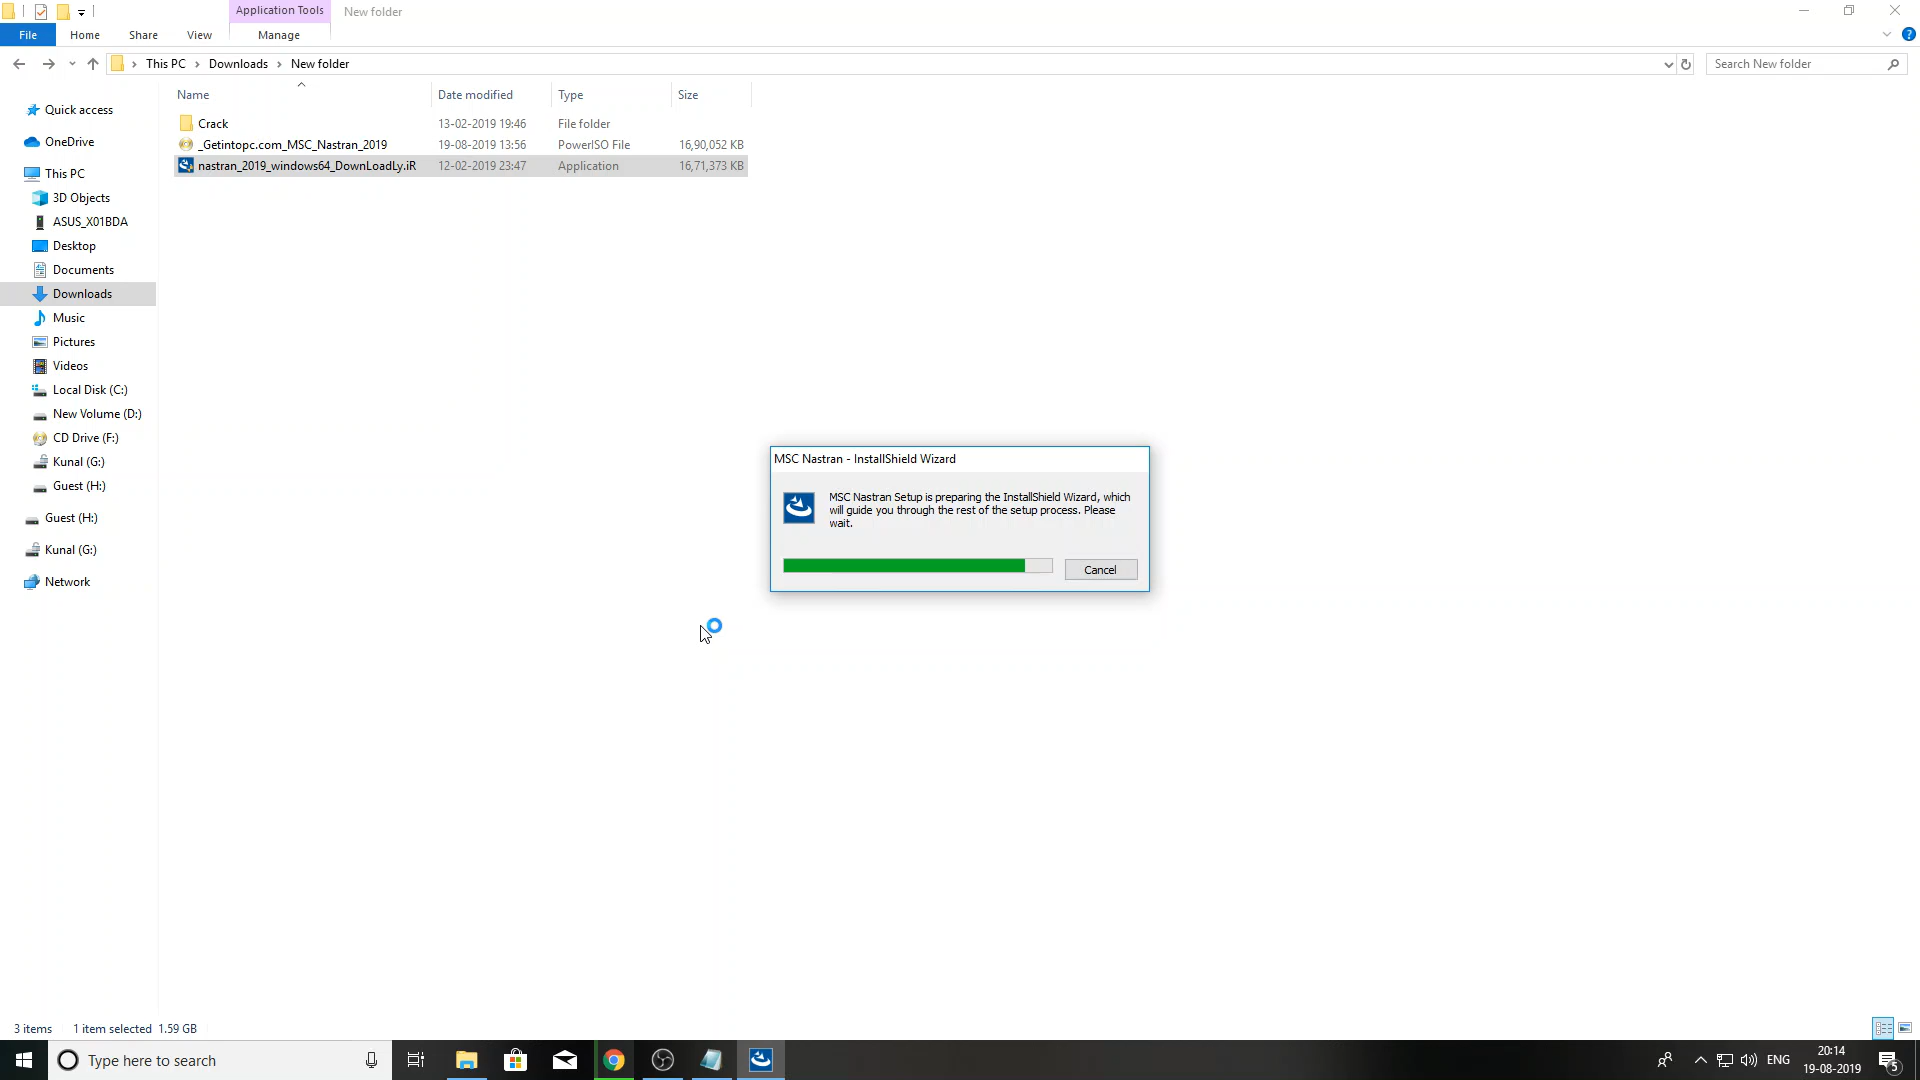 Application Tools
New folder
File
Home
Share
View
Manage
This PC
Downloads
New folder
Search New folder
Name
Date modified
Type
Size
Crack
13-02-2019 19:46
File folder
_Getintopc.com_MSC_Nastran_2019
19-08-2019 13:56
PowerISO File
16,90,052 KB
nastran_2019_windows64_DownLoadLy.iR
12-02-2019 23:47
Application
16,71,373 KB
Quick access
OneDrive
This PC
3D Objects
ASUS_X01BDA
Desktop
Documents
Downloads
Music
Pictures
Videos
Local Disk (C:)
New Volume (D:)
CD Drive (F:)
Kunal (G:)
Guest (H:)
Guest (H:)
Kunal (G:)
Network
MSC Nastran - InstallShield Wizard
MSC Nastran Setup is preparing the InstallShield Wizard, which
will guide you through the rest of the setup process. Please
wait.
Cancel
3 items
1 item selected 1.59 GB
Type here to search
ENG
20:14
19-08-2019
5